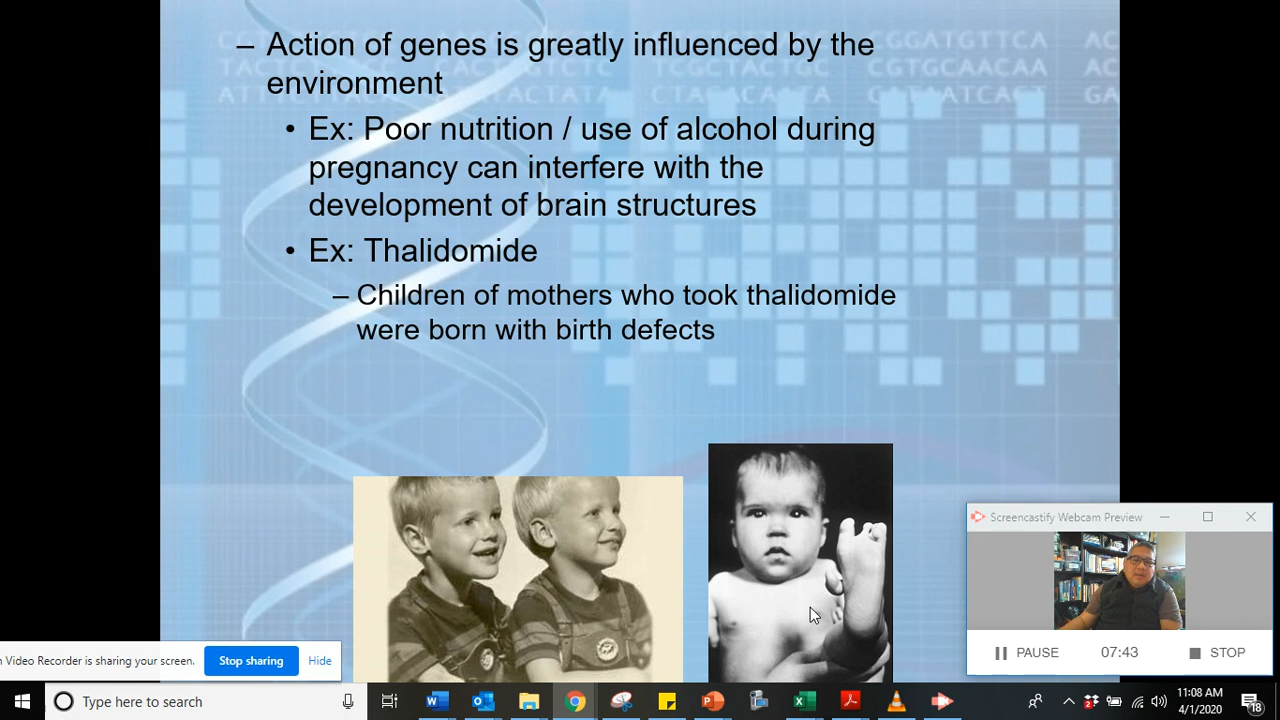 – Action of genes is greatly influenced by the
environment
• Ex: Poor nutrition / use of alcohol during
pregnancy can interfere with the
development of brain structures
• Ex: Thalidomide
– Children of mothers who took thalidomide
were born with birth defects
Screencastify Webcam Preview
PAUSE 07:43 STOP
Video Recorder is sharing your screen. Stop sharing Hide
Type here to search
11:08 AM
4/1/2020
18